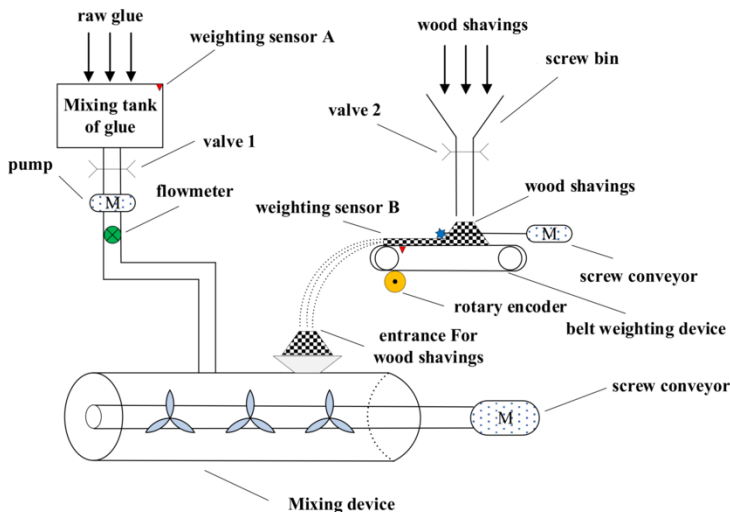 raw glue
weighting sensor A
Mixing tank
of glue
valve 1
pump
M
flowmeter
wood shavings
screw bin
valve 2
wood shavings
weighting sensor B
M
screw conveyor
rotary encoder
belt weighting device
entrance For
wood shavings
screw conveyor
M
Mixing device